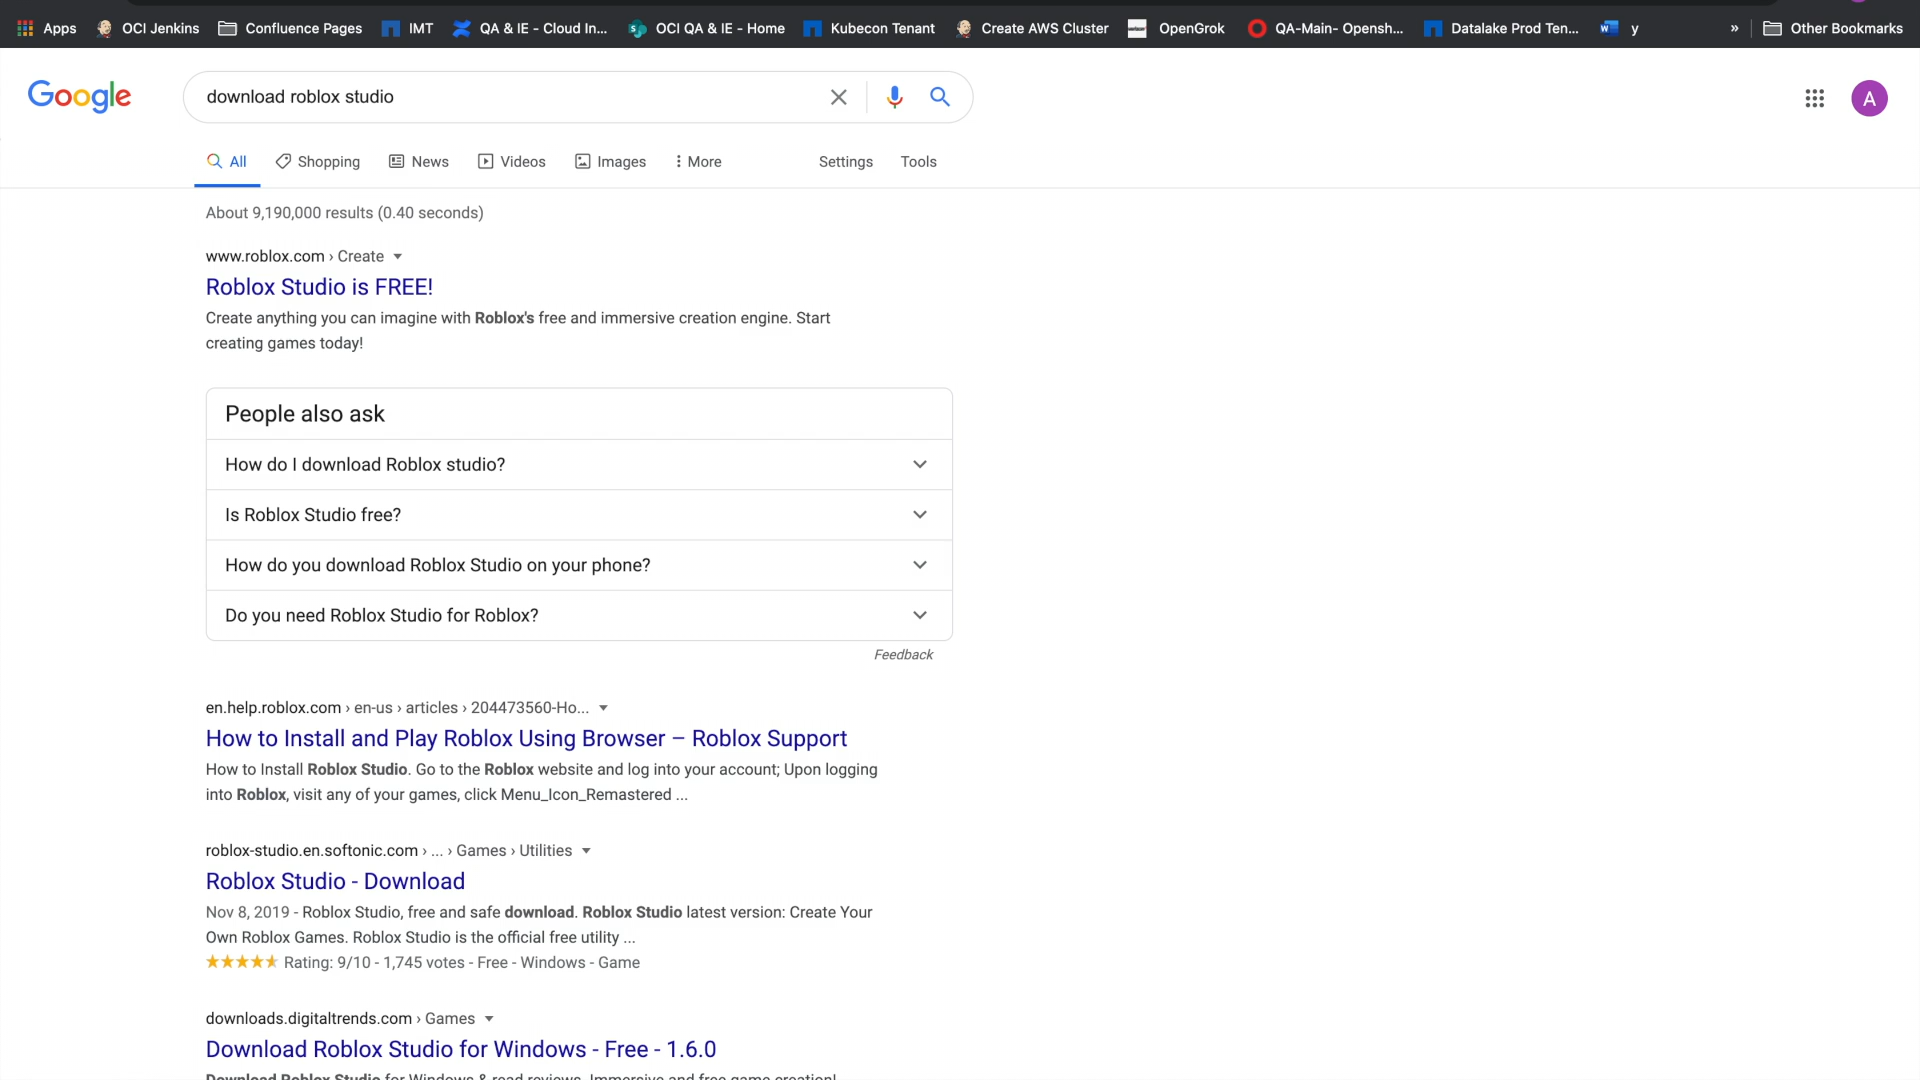 Apps OCI Jenkins Confluence Pages IMT QA & IE - Cloud In... OCI QA & IE - Home Kubecon Tenant Create AWS Cluster OpenGrok QA-Main- Opensh... Datalake Prod Ten... y » Other Bookmarks
Google download roblox studio A
All Shopping News Videos Images More Settings Tools
About 9,190,000 results (0.40 seconds)
www.roblox.com › Create
Roblox Studio is FREE!
Create anything you can imagine with Roblox's free and immersive creation engine. Start
creating games today!
People also ask
How do I download Roblox studio?
Is Roblox Studio free?
How do you download Roblox Studio on your phone?
Do you need Roblox Studio for Roblox?
Feedback
en.help.roblox.com › en-us › articles › 204473560-Ho...
How to Install and Play Roblox Using Browser – Roblox Support
How to Install Roblox Studio. Go to the Roblox website and log into your account; Upon logging
into Roblox, visit any of your games, click Menu_Icon_Remastered ...
roblox-studio.en.softonic.com › ... › Games › Utilities
Roblox Studio - Download
Nov 8, 2019 - Roblox Studio, free and safe download. Roblox Studio latest version: Create Your
Own Roblox Games. Roblox Studio is the official free utility ...
Rating: 9/10 - 1,745 votes - Free - Windows - Game
downloads.digitaltrends.com › Games
Download Roblox Studio for Windows - Free - 1.6.0
Download Roblox Studio for Windows & read reviews. Immersive and free game creation!